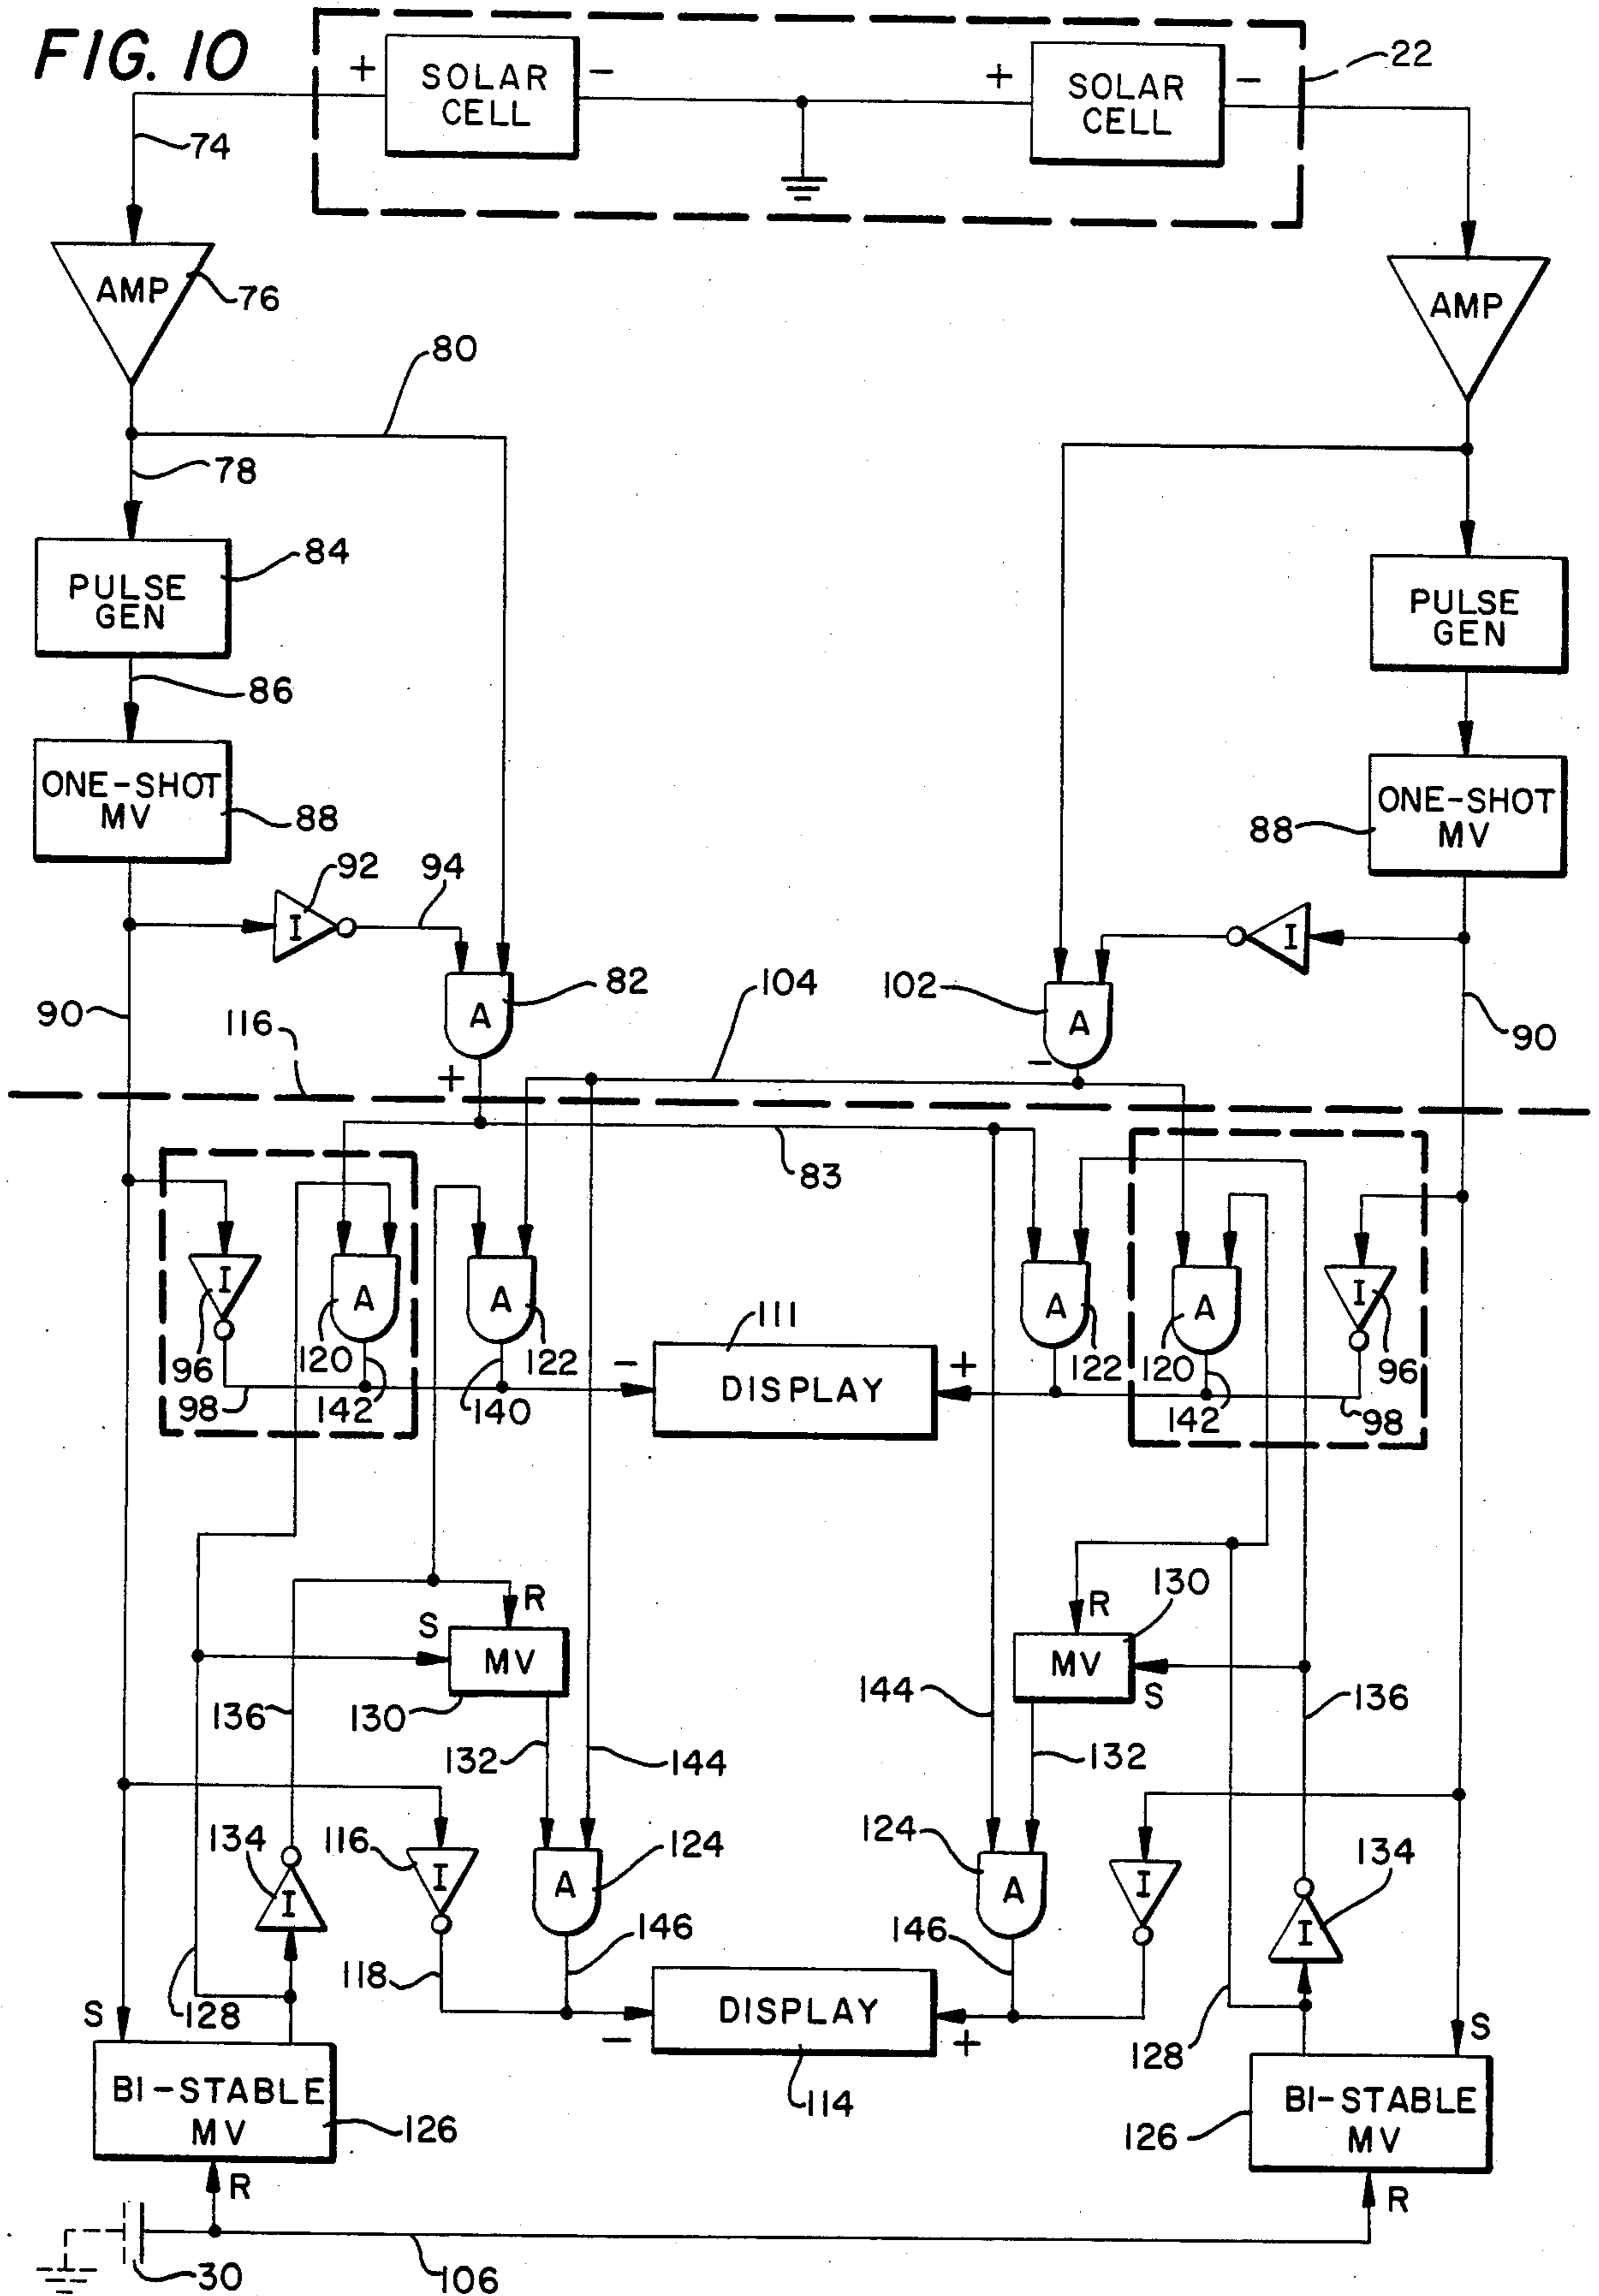 FIG. 10
+ SOLAR CELL -
+ SOLAR CELL -
22
74
AMP
76
AMP
80
78
PULSE GEN
84
PULSE GEN
86
ONE-SHOT MV
88
88
ONE-SHOT MV
92
94
I
I
90
82
A
104
102
A
90
116
+
-
83
I
A
A
A
A
I
96
120
122
111
122
120
96
-
DISPLAY
+
98
142
140
142
98
R
S
MV
130
130
R
MV
S
136
132
144
144
132
136
134
116
I
I
A
124
124
A
I
I
134
128
118
146
146
128
-
DISPLAY
+
114
S
BI-STABLE MV
126
R
S
126
BI-STABLE MV
R
30
106